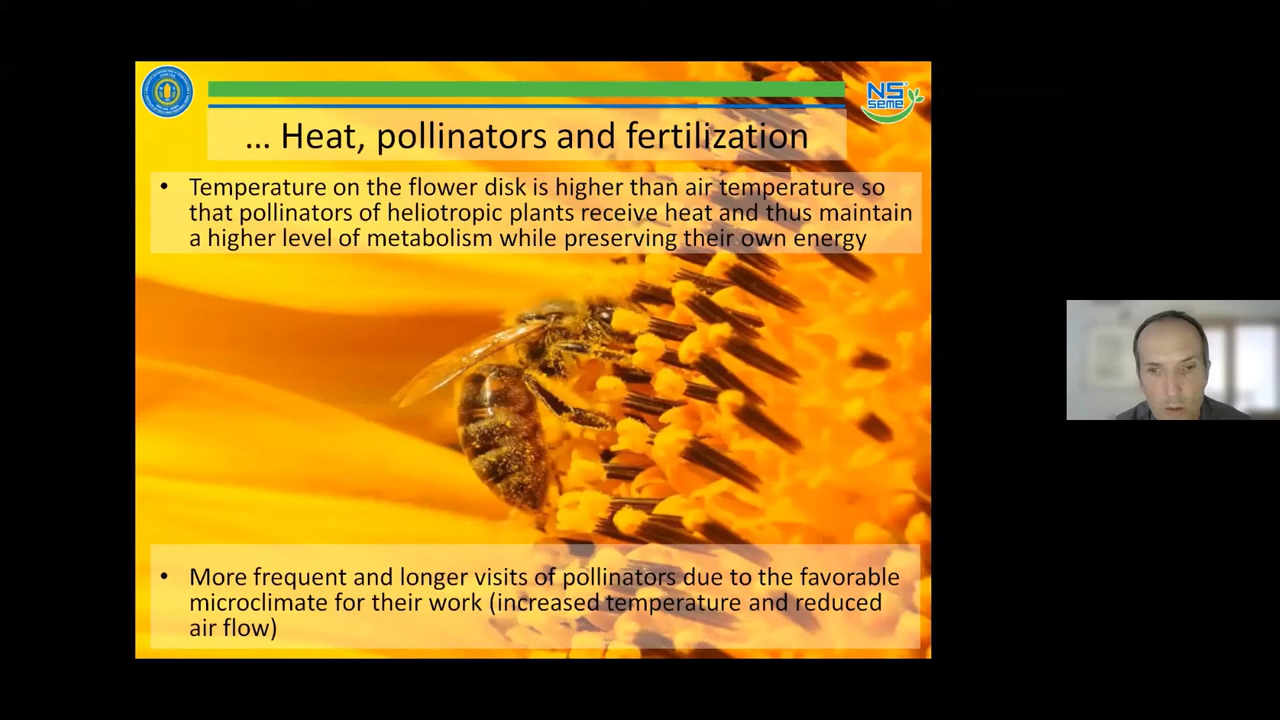 NS
seme
... Heat, pollinators and fertilization
• Temperature on the flower disk is higher than air temperature so
that pollinators of heliotropic plants receive heat and thus maintain
a higher level of metabolism while preserving their own energy
• More frequent and longer visits of pollinators due to the favorable
microclimate for their work (increased temperature and reduced
air flow)